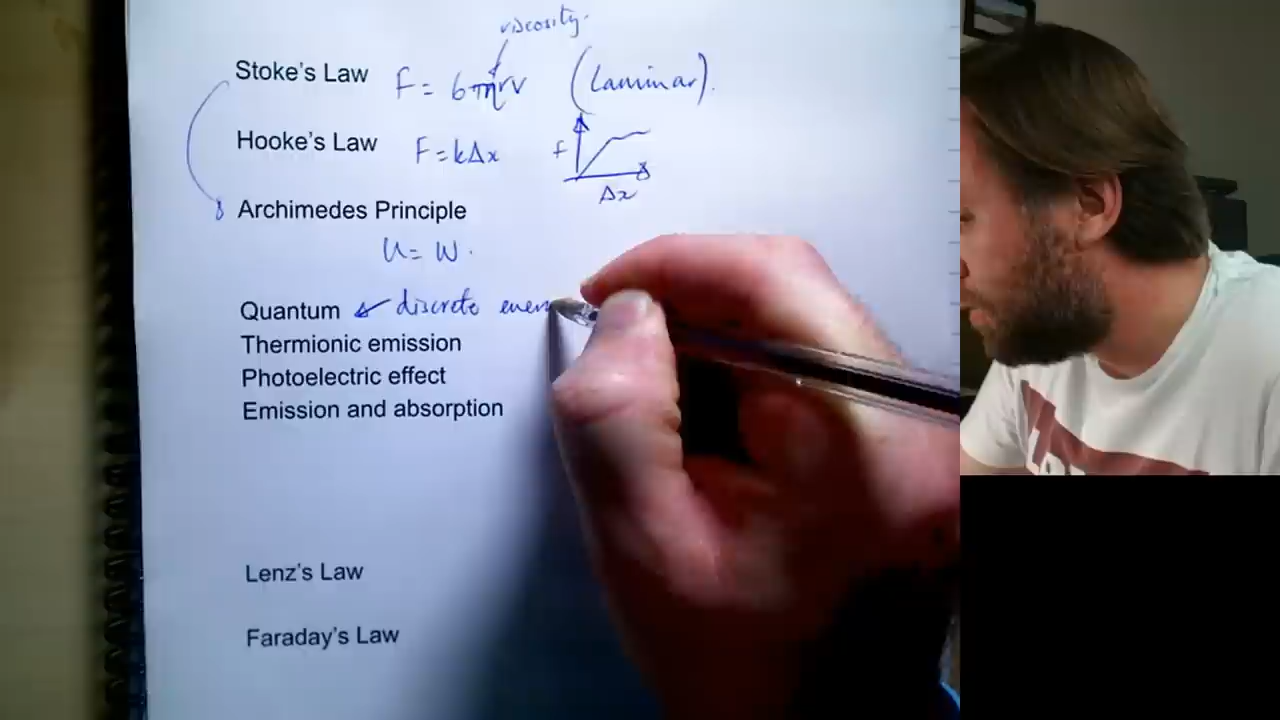 viscosity.
Stoke's Law F = 6πηrv (Laminar).
Hooke's Law F = kΔx F
Δx
Archimedes Principle
U = W.
Quantum discrete ener
Thermionic emission
Photoelectric effect
Emission and absorption
Lenz's Law
Faraday's Law